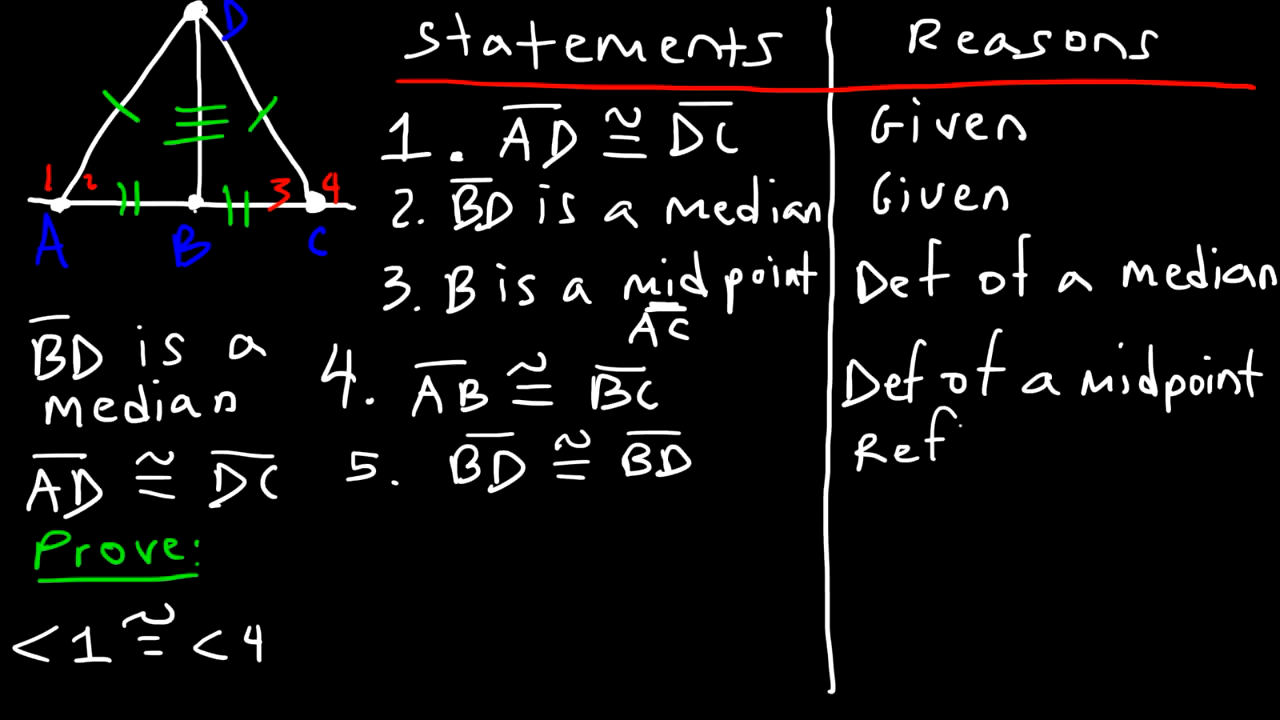 D
Statements Reasons
1. AD ≅ DC Given
1 2 3 4
2. BD is a median Given
A B C
3. B is a midpoint Def of a median
AC
BD is a
median
4. AB ≅ BC Def of a midpoint
5. BD ≅ BD Ref
AD ≅ DC
Prove:
<1 ≅ <4